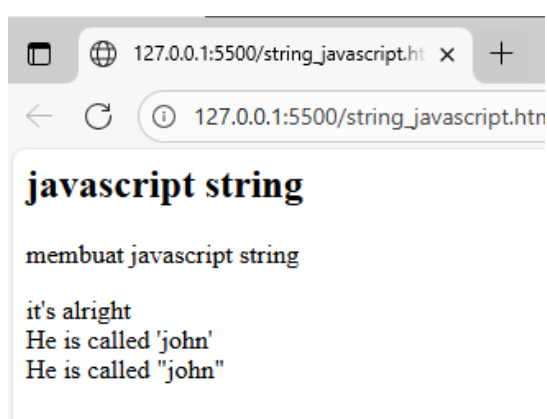 127.0.0.1:5500/string_javascript.ht
127.0.0.1:5500/string_javascript.htm
javascript string
membuat javascript string
it's alright
He is called 'john'
He is called "john"